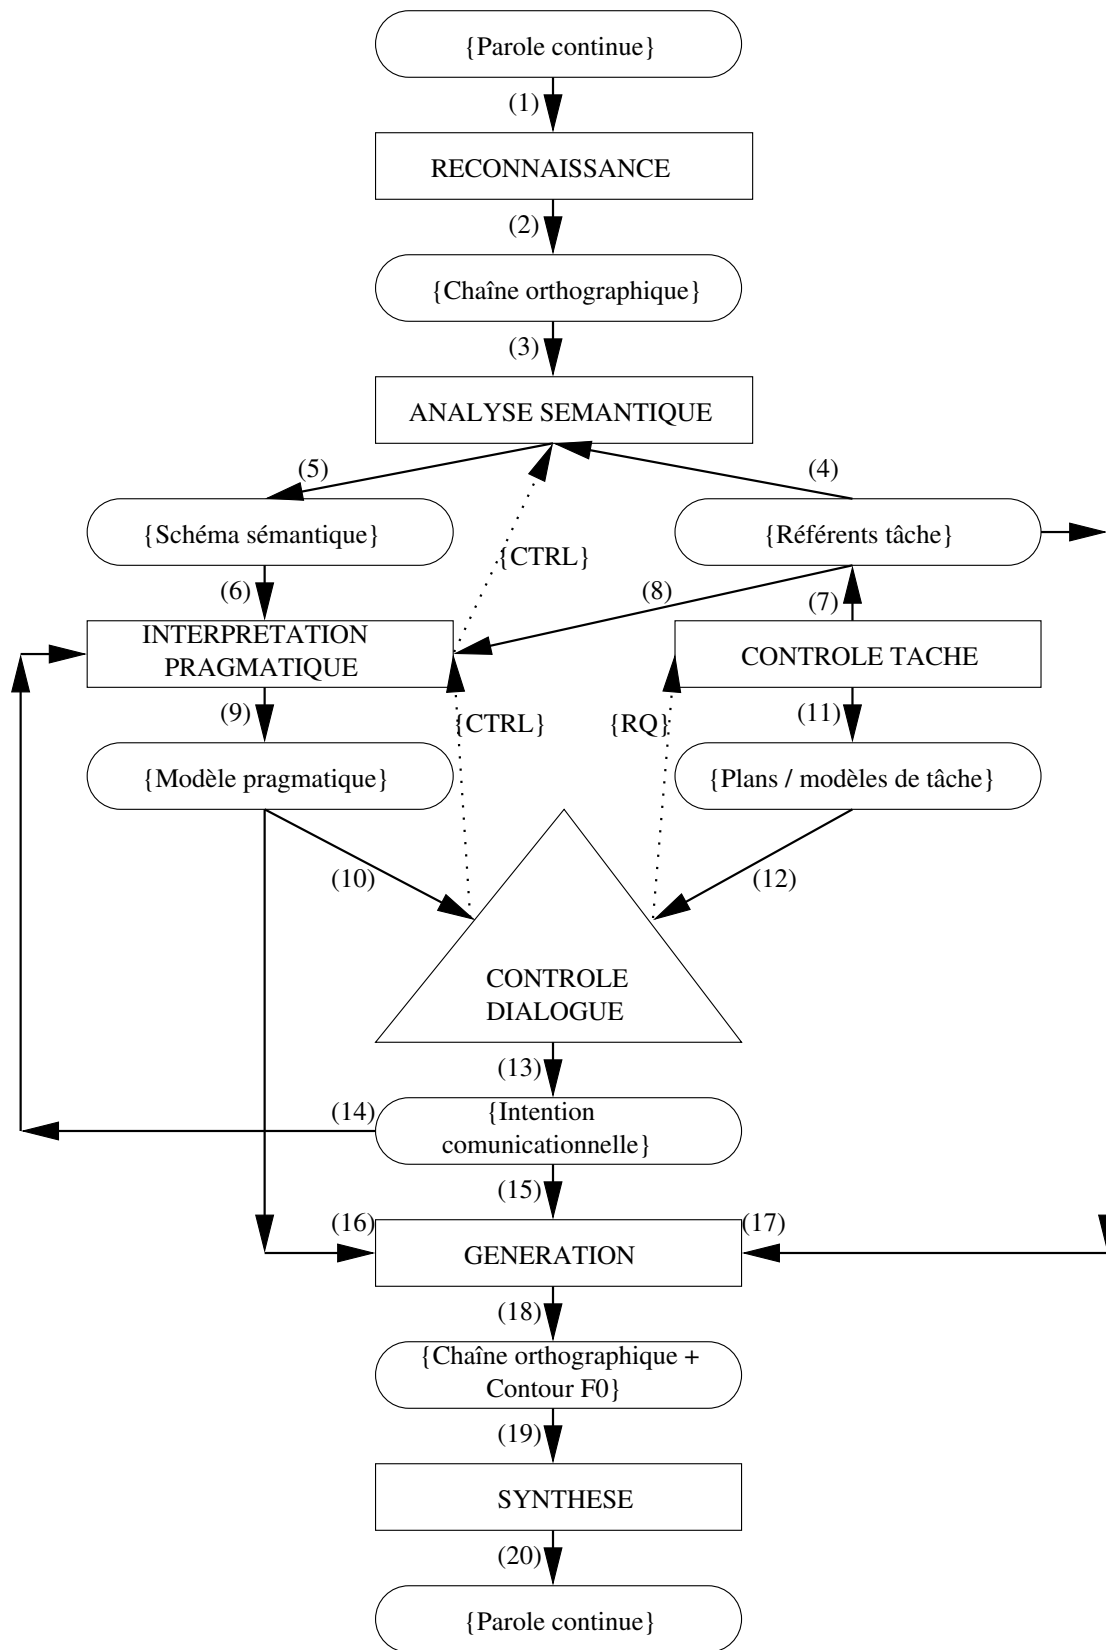 {Parole continue}
(1)
RECONNAISSANCE
(2)
{Chaîne orthographique}
(3)
ANALYSE SEMANTIQUE
(5)
(4)
{Schéma sémantique}
{Référents tâche}
{CTRL}
(6)
(8)
(7)
INTERPRETATION
PRAGMATIQUE
CONTROLE TACHE
(9)
{CTRL}
{RQ}
(11)
{Modèle pragmatique}
{Plans / modèles de tâche}
(10)
(12)
CONTROLE
DIALOGUE
(13)
(14)
{Intention
comunicationnelle}
(15)
(16)
(17)
GENERATION
(18)
{Chaîne orthographique +
Contour F0}
(19)
SYNTHESE
(20)
{Parole continue}